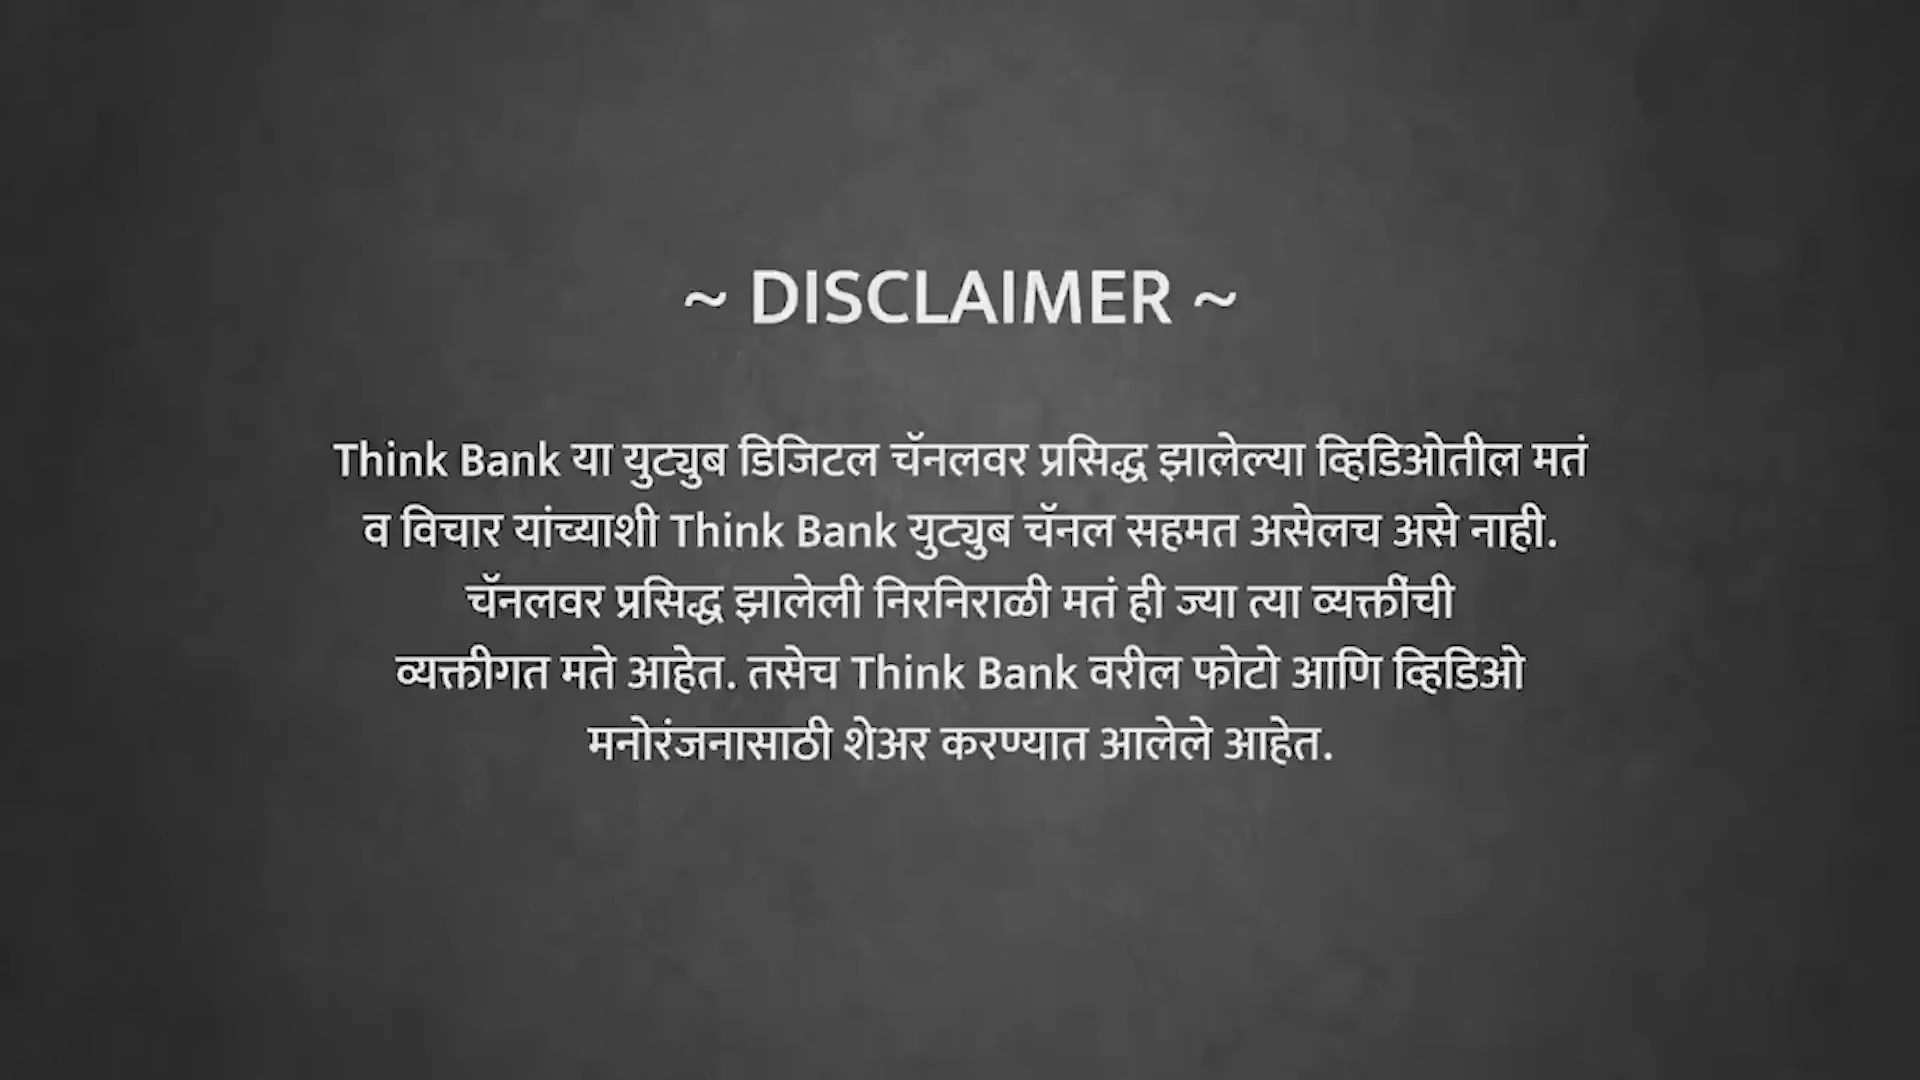 ~ DISCLAIMER ~
Think Bank या युट्युब डिजिटल चॅनलवर प्रसिद्ध झालेल्या व्हिडिओतील मतं
व विचार यांच्याशी Think Bank युट्युब चॅनल सहमत असेलच असे नाही.
चॅनलवर प्रसिद्ध झालेली निरनिराळी मतं ही ज्या त्या व्यक्तींची
व्यक्तीगत मते आहेत. तसेच Think Bank वरील फोटो आणि व्हिडिओ
मनोरंजनासाठी शेअर करण्यात आलेले आहेत.